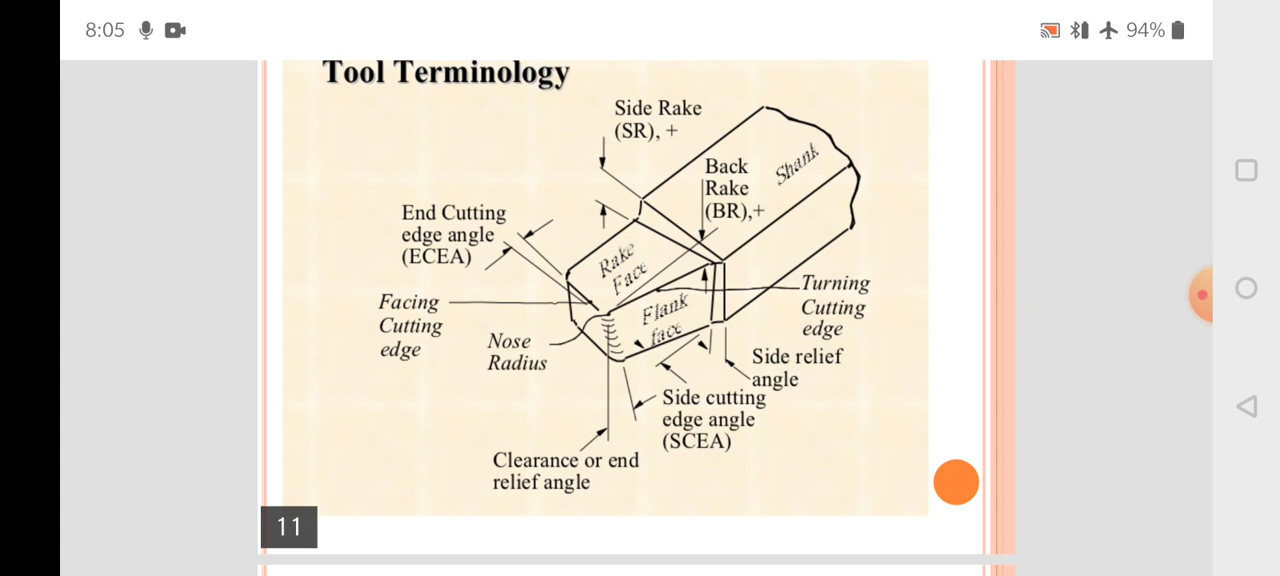 8:05
94%
Tool Terminology
Side Rake
(SR), +
Back
Rake
(BR),+
Shank
End Cutting
edge angle
(ECEA)
Rake
Face
Facing
Cutting
edge
Flank
face
Turning
Cutting
edge
Nose
Radius
Side relief
angle
Side cutting
edge angle
(SCEA)
Clearance or end
relief angle
11